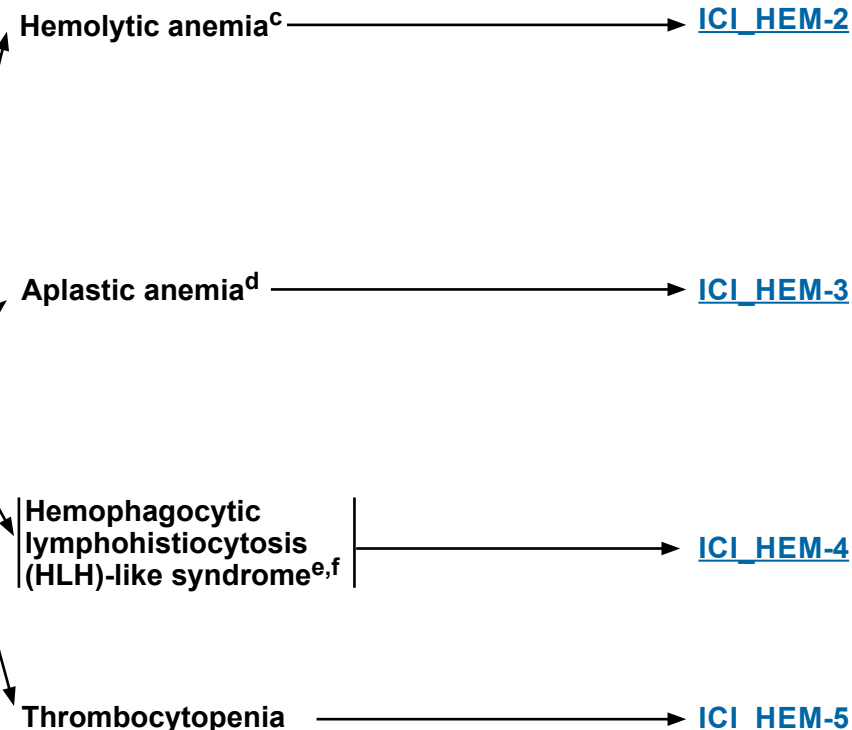 Hemolytic anemiaᶜ ICI_HEM-2
Aplastic anemiaᵈ ICI_HEM-3
Hemophagocytic
lymphohistiocytosis
(HLH)-like syndromeᵉ,ᶠ ICI_HEM-4
Thrombocytopenia ICI_HEM-5